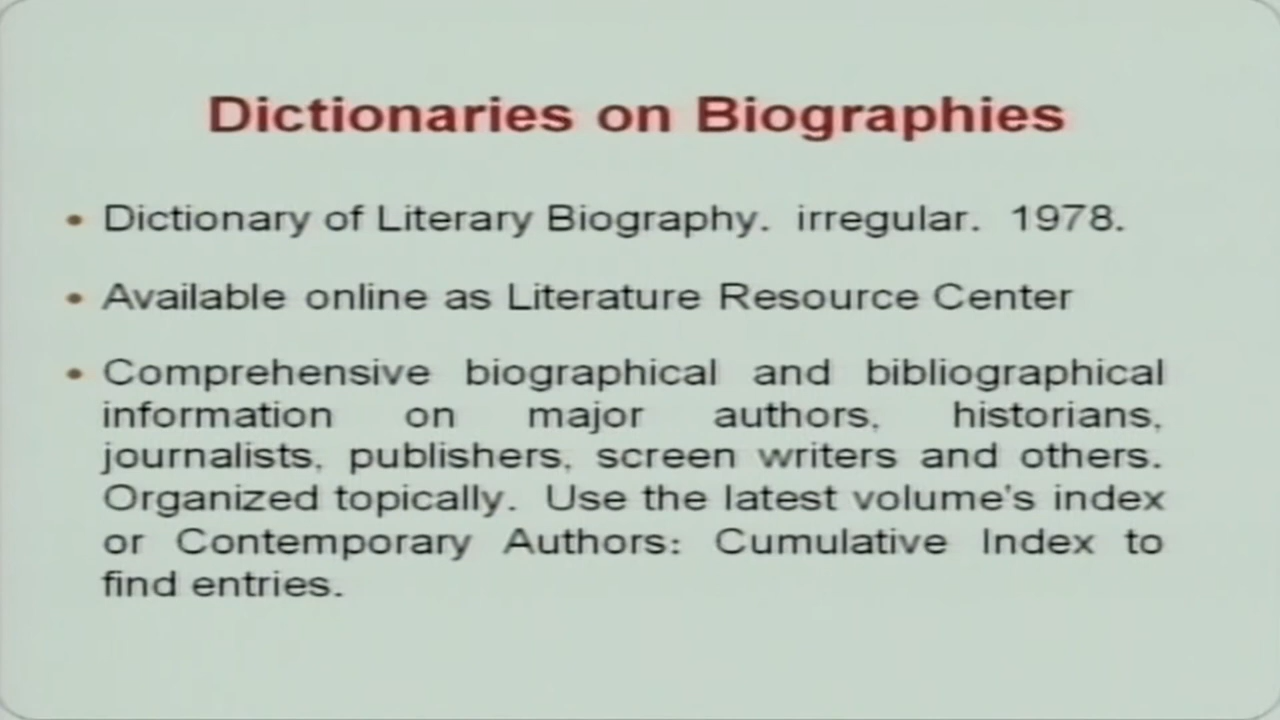 Dictionaries on Biographies
• Dictionary of Literary Biography. irregular. 1978.
• Available online as Literature Resource Center
• Comprehensive biographical and bibliographical
information on major authors, historians,
journalists, publishers, screen writers and others.
Organized topically. Use the latest volume's index
or Contemporary Authors: Cumulative Index to
find entries.